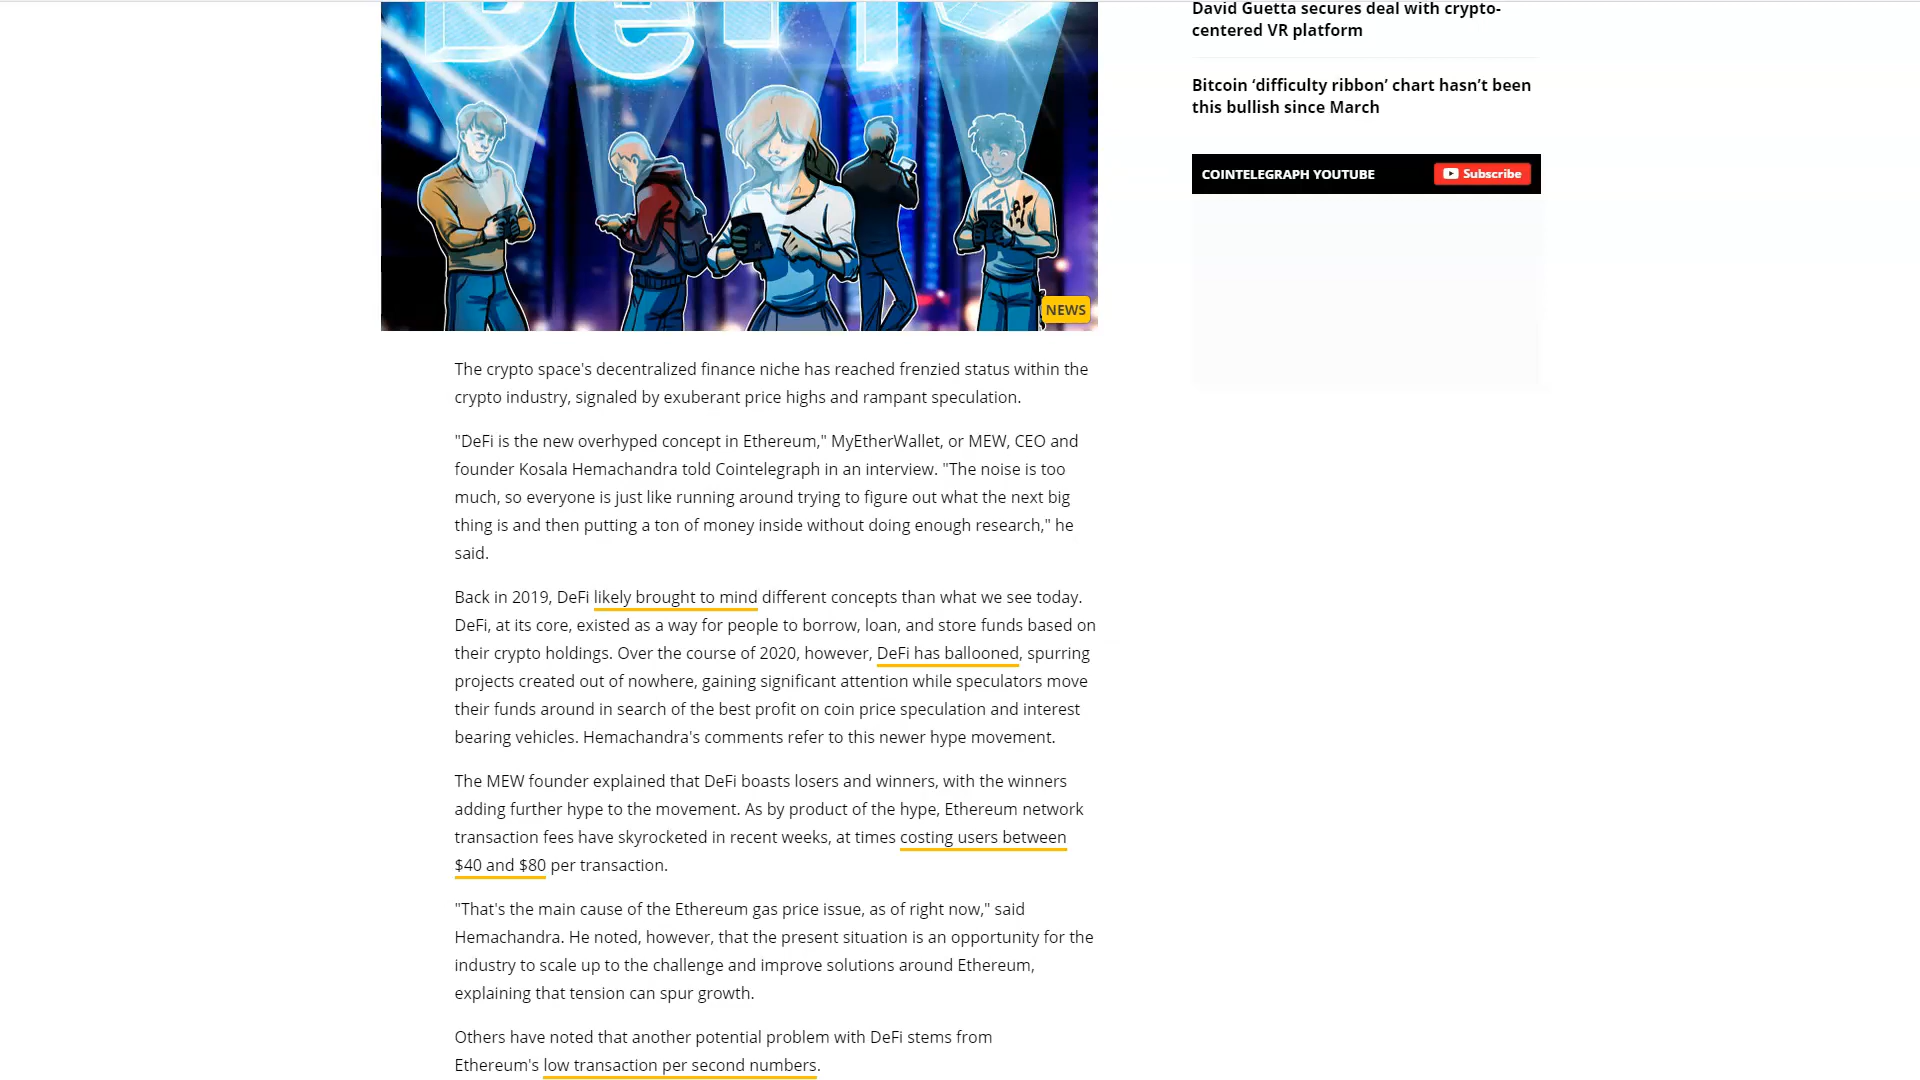 DeFi
NEWS
The crypto space's decentralized finance niche has reached frenzied status within the
crypto industry, signaled by exuberant price highs and rampant speculation.
"DeFi is the new overhyped concept in Ethereum," MyEtherWallet, or MEW, CEO and
founder Kosala Hemachandra told Cointelegraph in an interview. "The noise is too
much, so everyone is just like running around trying to figure out what the next big
thing is and then putting a ton of money inside without doing enough research," he
said.
Back in 2019, DeFi likely brought to mind different concepts than what we see today.
DeFi, at its core, existed as a way for people to borrow, loan, and store funds based on
their crypto holdings. Over the course of 2020, however, DeFi has ballooned, spurring
projects created out of nowhere, gaining significant attention while speculators move
their funds around in search of the best profit on coin price speculation and interest
bearing vehicles. Hemachandra's comments refer to this newer hype movement.
The MEW founder explained that DeFi boasts losers and winners, with the winners
adding further hype to the movement. As by product of the hype, Ethereum network
transaction fees have skyrocketed in recent weeks, at times costing users between
$40 and $80 per transaction.
"That's the main cause of the Ethereum gas price issue, as of right now," said
Hemachandra. He noted, however, that the present situation is an opportunity for the
industry to scale up to the challenge and improve solutions around Ethereum,
explaining that tension can spur growth.
Others have noted that another potential problem with DeFi stems from
Ethereum's low transaction per second numbers.
David Guetta secures deal with crypto-
centered VR platform
Bitcoin ‘difficulty ribbon’ chart hasn’t been
this bullish since March
COINTELEGRAPH YOUTUBE
Subscribe